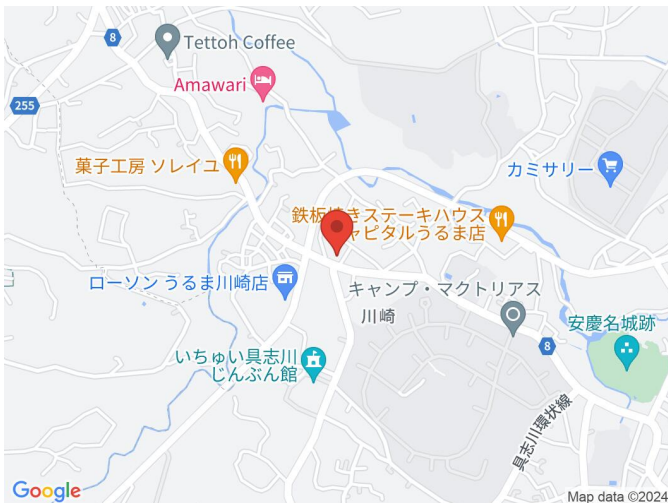 8
Tettoh Coffee
Amawari
255
菓子工房 ソレイユ
カミサリー
鉄板焼きステーキハウス
キャピタルうるま店
ローソン うるま川崎店
キャンプ・マクトリアス
川崎
安慶名城跡
8
いちゅい具志川
じんぶん館
具志川環状線
Google
Map data ©2024